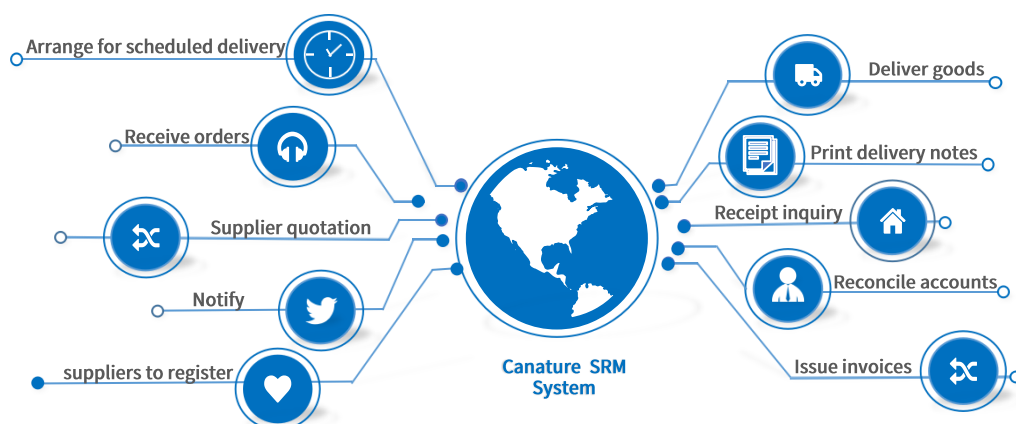 Arrange for scheduled delivery
Receive orders
Supplier quotation
Notify
suppliers to register
Canature SRM
System
Deliver goods
Print delivery notes
Receipt inquiry
Reconcile accounts
Issue invoices